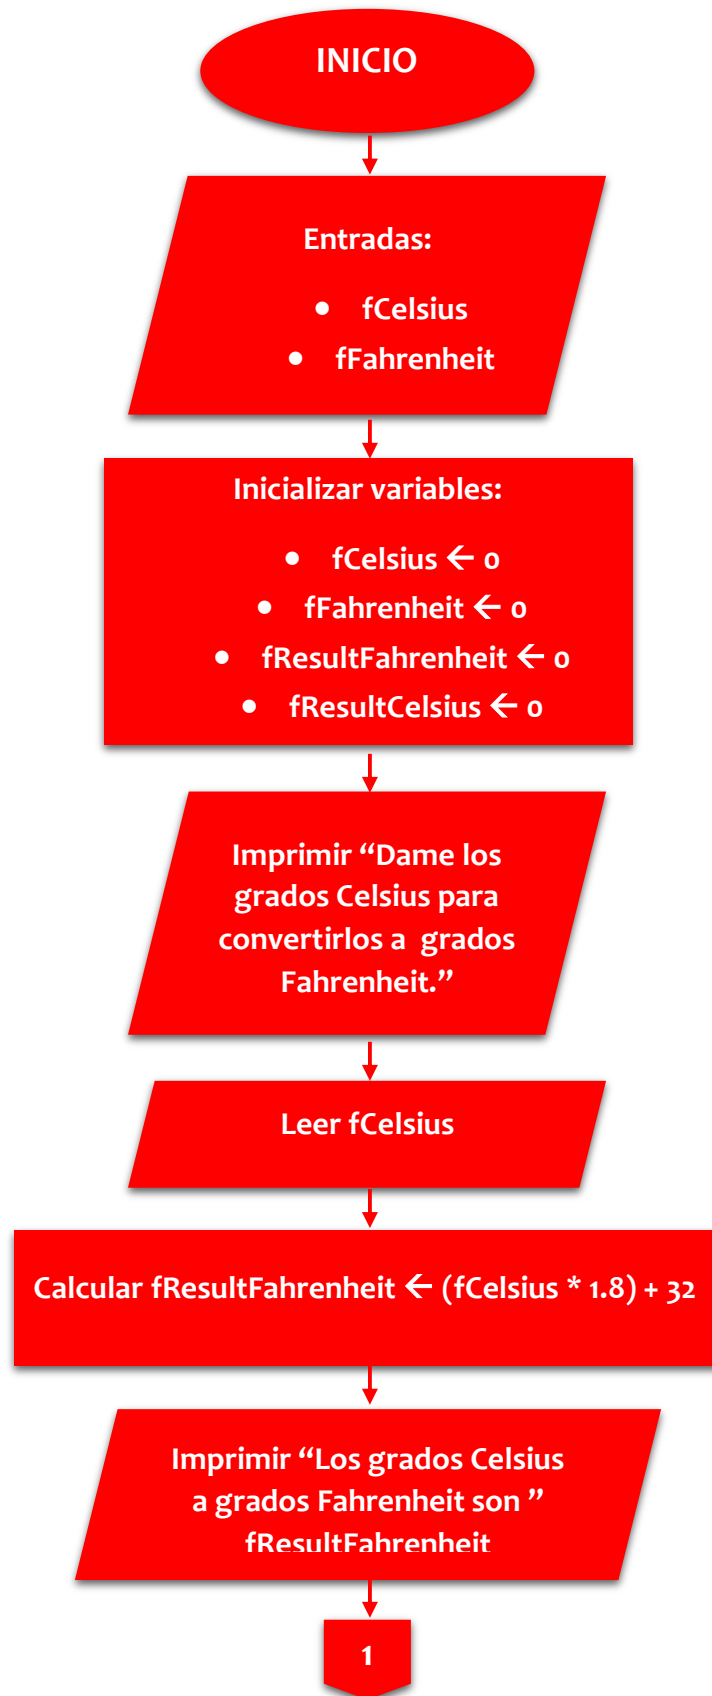 INICIO
Entradas:
• fCelsius
• fFahrenheit
Inicializar variables:
• fCelsius ← 0
• fFahrenheit ← 0
• fResultFahrenheit ← 0
• fResultCelsius ← 0
Imprimir “Dame los
grados Celsius para
convertirlos a  grados
Fahrenheit.”
Leer fCelsius
Calcular fResultFahrenheit ← (fCelsius * 1.8) + 32
Imprimir “Los grados Celsius
a grados Fahrenheit son ”
fResultFahrenheit
1